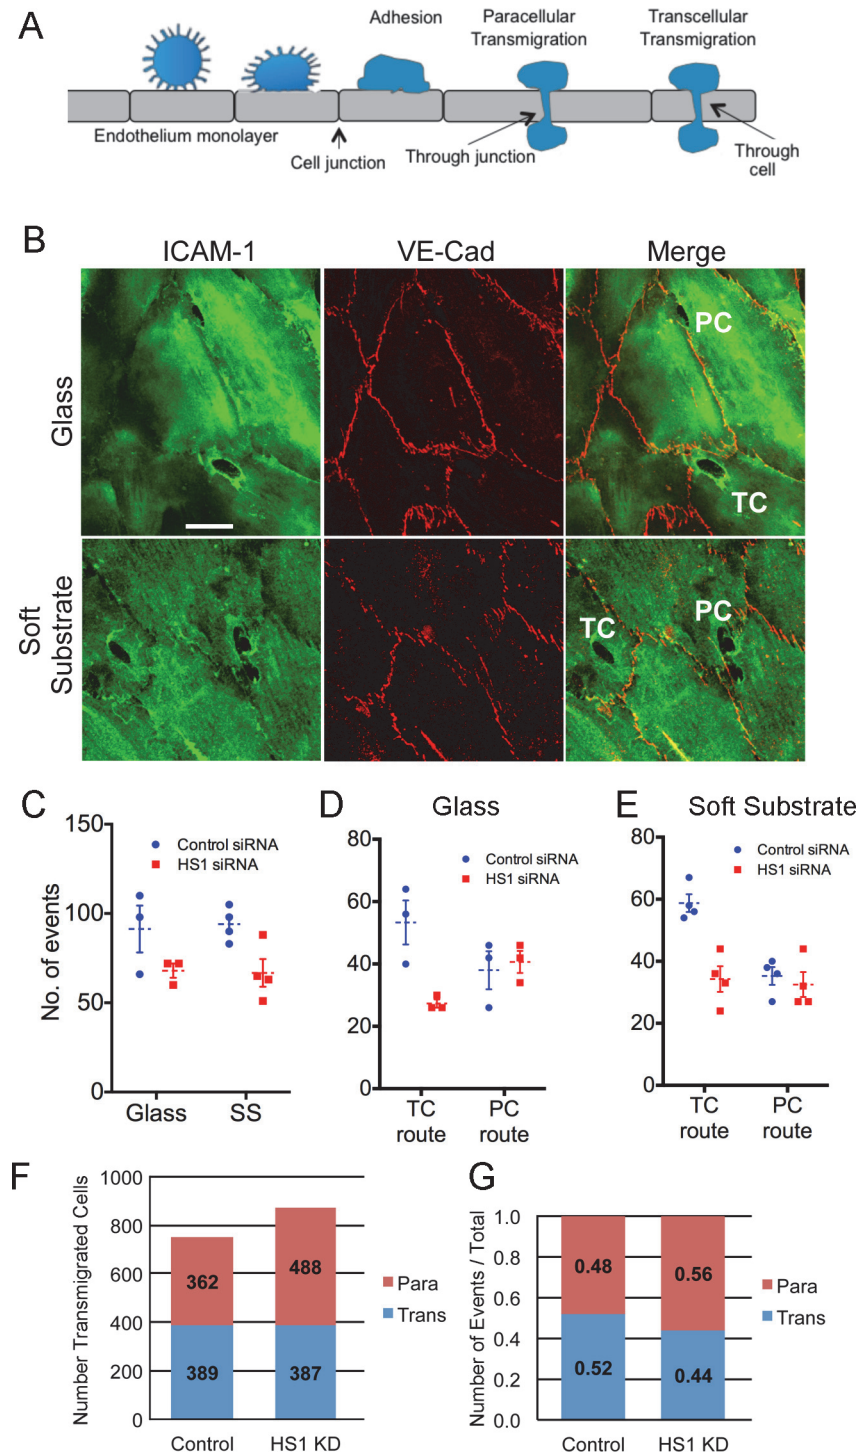 A
Adhesion
Paracellular
Transmigration
Transcellular
Transmigration
Endothelium monolayer
Cell junction
Through junction
Through
cell
B
ICAM-1
VE-Cad
Merge
Glass
PC
TC
Soft
Substrate
TC
PC
C
No. of events
150
100
50
0
Control siRNA
HS1 siRNA
Glass
SS
D
Glass
80
60
40
20
0
Control siRNA
HS1 siRNA
TC
route
PC
route
E
Soft Substrate
80
60
40
20
0
Control siRNA
HS1 siRNA
TC
route
PC
route
F
Number Transmigrated Cells
1000
800
600
400
200
0
362
488
389
387
Para
Trans
Control
HS1 KD
G
Number of Events / Total
1.0
0.8
0.6
0.4
0.2
0.0
0.48
0.56
0.52
0.44
Para
Trans
Control
HS1 KD